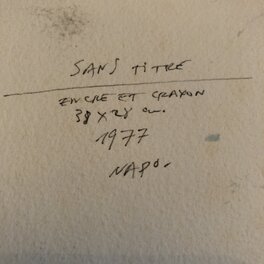 SANS TITRE
ENCRE ET CRAYON
38 X 28 cm.
1977
NAPO.